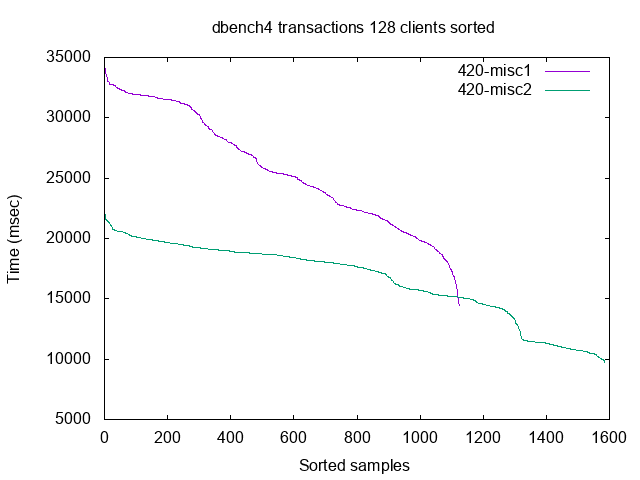 dbench4 transactions 128 clients sorted
420-misc1
420-misc2
35000
30000
25000
20000
15000
10000
5000
Time (msec)
0 200 400 600 800 1000 1200 1400 1600
Sorted samples